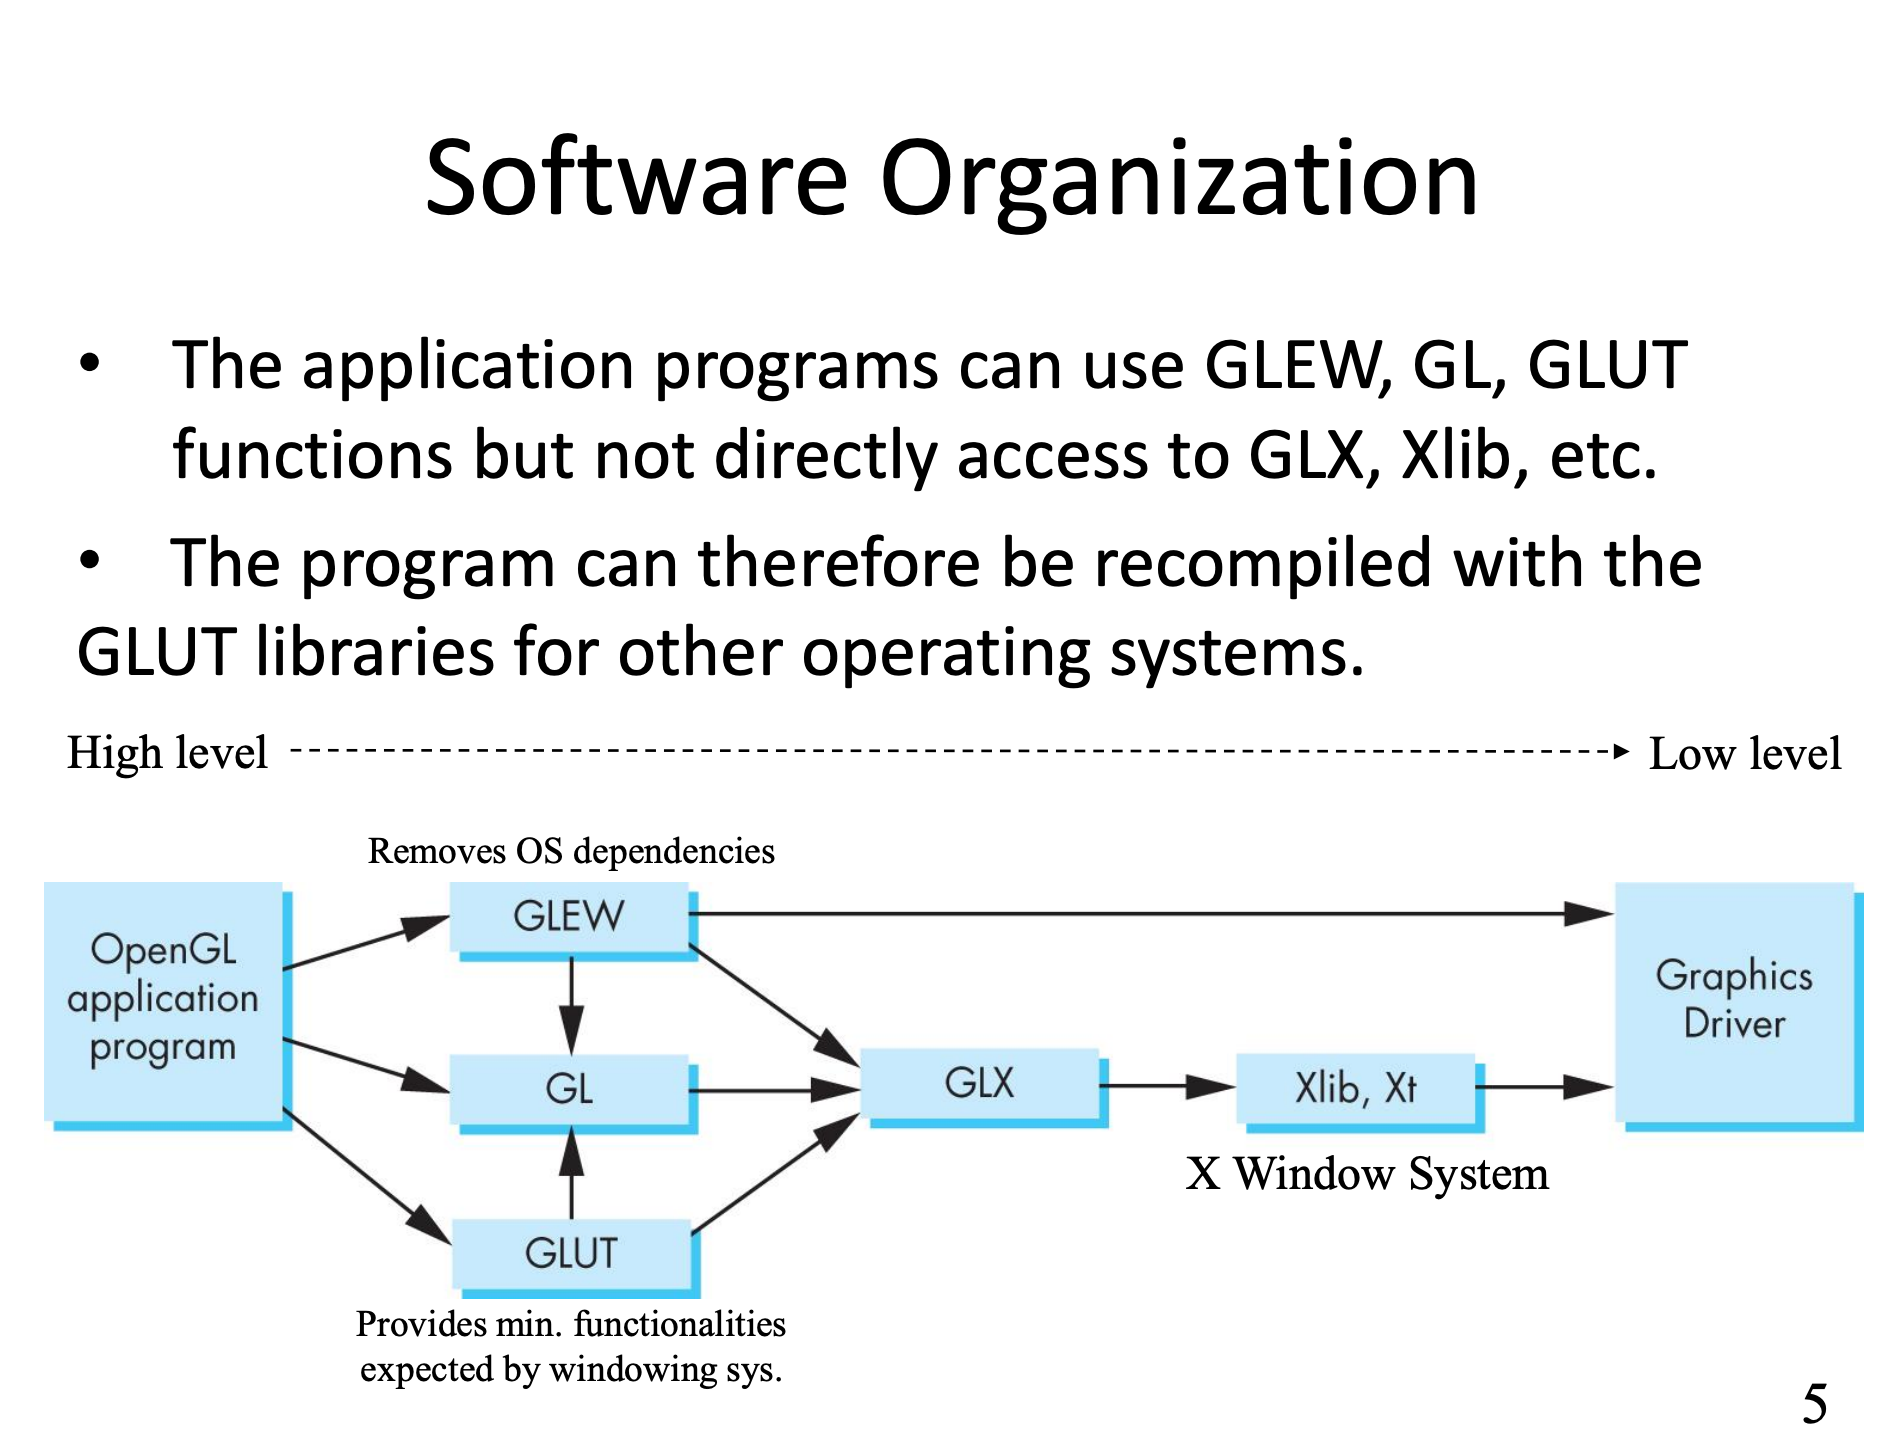 Software Organization
• The application programs can use GLEW, GL, GLUT
functions but not directly access to GLX, Xlib, etc.
• The program can therefore be recompiled with the
GLUT libraries for other operating systems.
High level
Low level
Removes OS dependencies
OpenGL
application
program
GLEW
GL
GLUT
GLX
Xlib, Xt
Graphics
Driver
X Window System
Provides min. functionalities
expected by windowing sys.
5